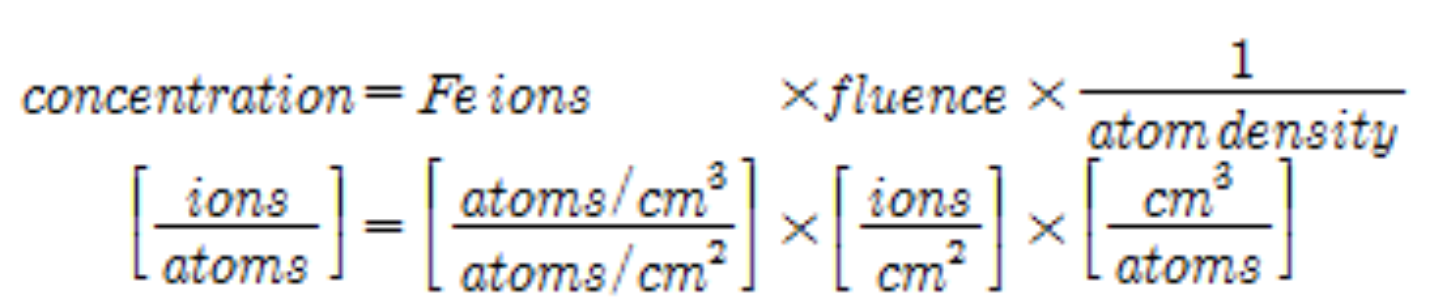 concentration = Fe ions × fluence × 1/atom density
[ions/atoms] = [atoms/cm³ / atoms/cm²] × [ions/cm²] × [cm³/atoms]